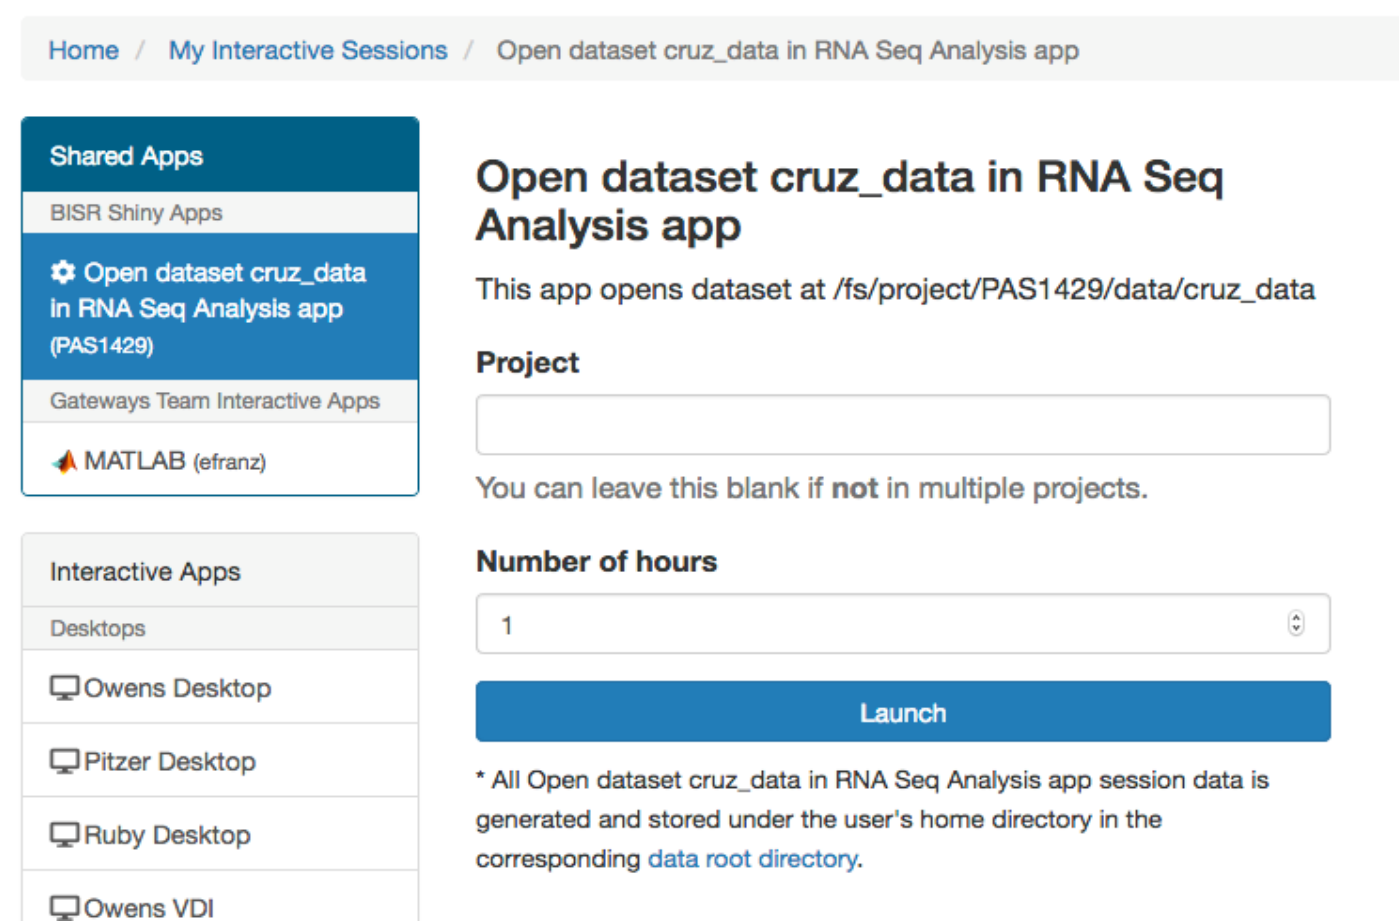 Home / My Interactive Sessions / Open dataset cruz_data in RNA Seq Analysis app
Shared Apps
BISR Shiny Apps
Open dataset cruz_data
in RNA Seq Analysis app
(PAS1429)
Gateways Team Interactive Apps
MATLAB (efranz)
Interactive Apps
Desktops
Owens Desktop
Pitzer Desktop
Ruby Desktop
Owens VDI
Open dataset cruz_data in RNA Seq
Analysis app
This app opens dataset at /fs/project/PAS1429/data/cruz_data
Project
You can leave this blank if not in multiple projects.
Number of hours
1
Launch
* All Open dataset cruz_data in RNA Seq Analysis app session data is
generated and stored under the user's home directory in the
corresponding data root directory.